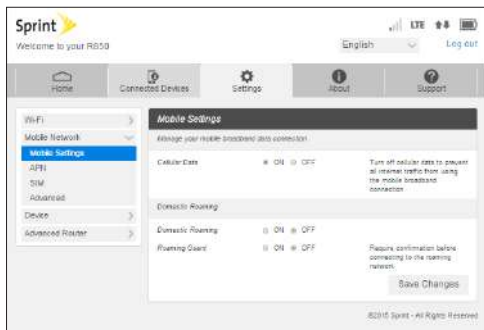 Sprint
LTE
Welcome to your R850
English
Log out
Home
Connected Devices
Settings
About
Support
Wi-Fi
Mobile Network
Mobile Settings
APN
SIM
Advanced
Device
Advanced Router
Mobile Settings
Manage your mobile broadband data connection.
Cellular Data
ON
OFF
Turn off cellular data to prevent
all internet traffic from using
the mobile broadband
connection.
Domestic Roaming
Domestic Roaming
ON
OFF
Roaming Guard
ON
OFF
Require confirmation before
connecting to the roaming
network.
Save Changes
©2015 Sprint - All Rights Reserved